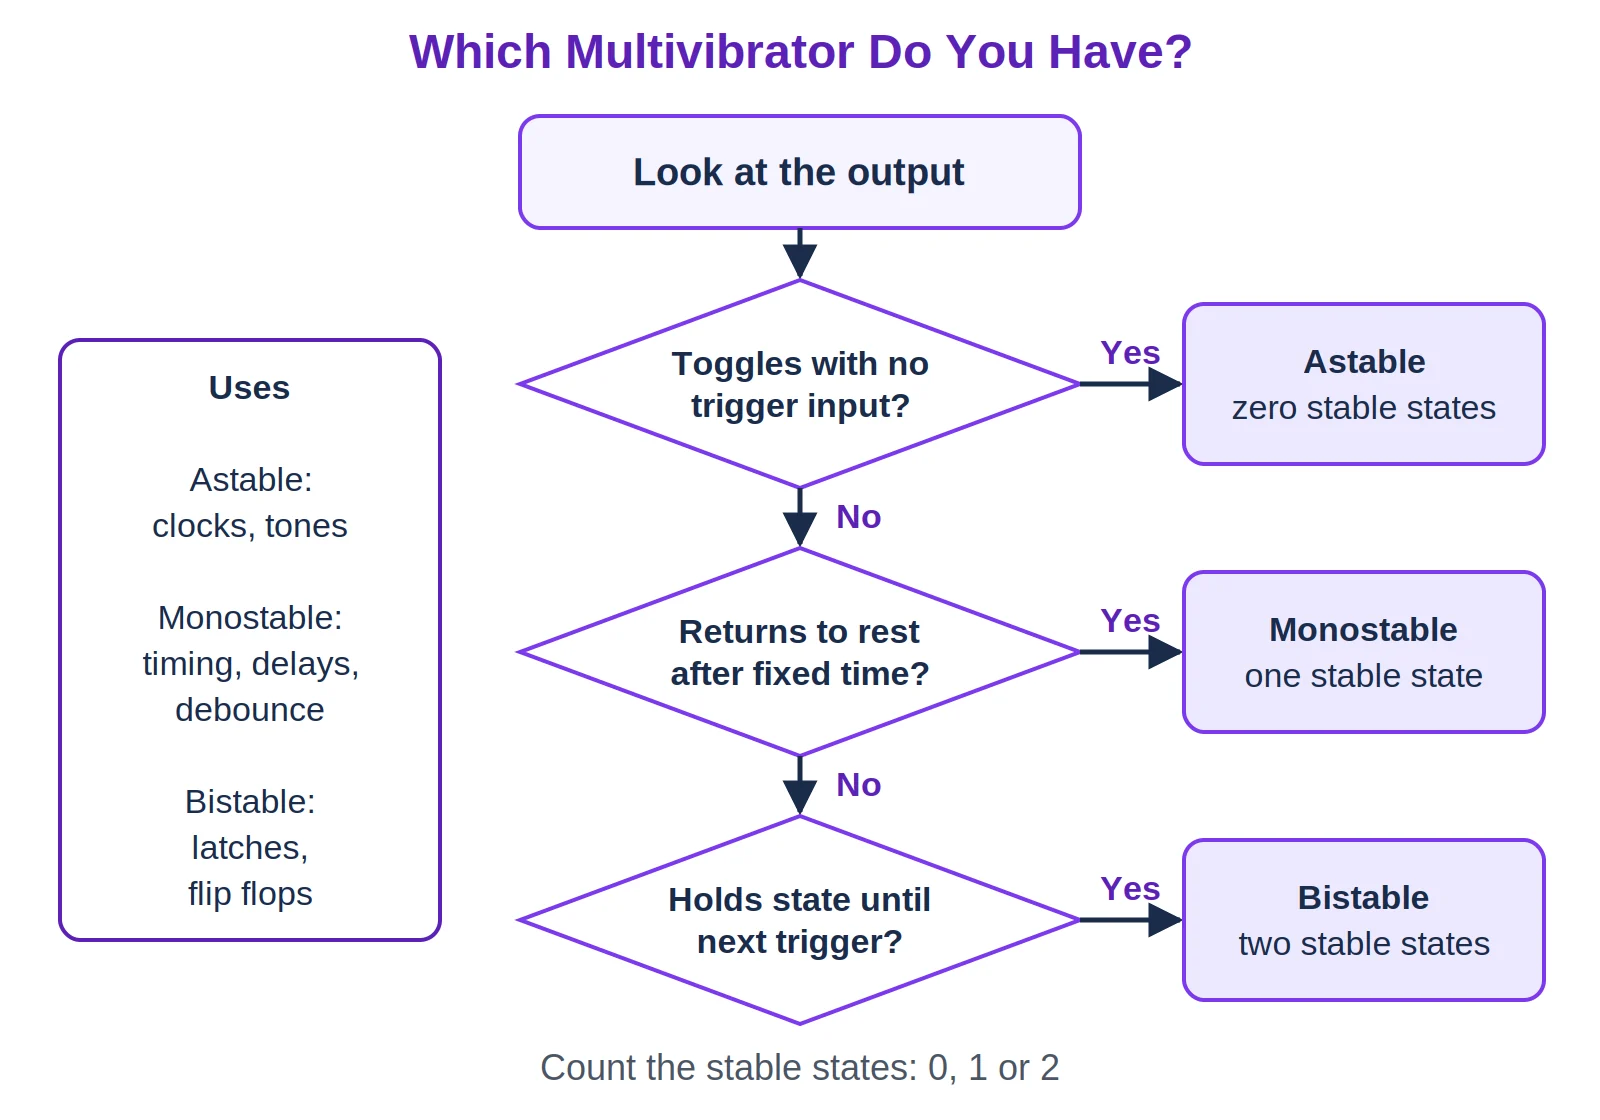 Which Multivibrator Do You Have?
Look at the output
Toggles with no
trigger input?
Yes
Astable
zero stable states
No
Returns to rest
after fixed time?
Yes
Monostable
one stable state
No
Holds state until
next trigger?
Yes
Bistable
two stable states
Uses
Astable:
clocks, tones
Monostable:
timing, delays,
debounce
Bistable:
latches,
flip flops
Count the stable states: 0, 1 or 2